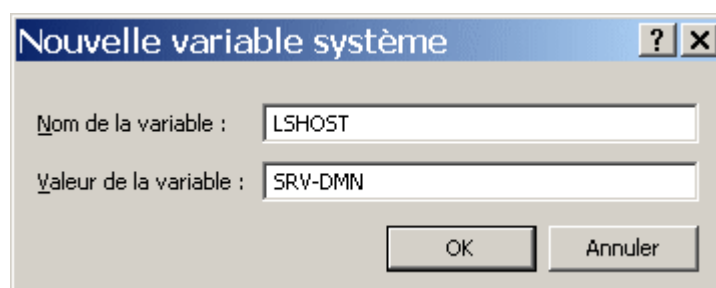 Nouvelle variable système
Nom de la variable : LSHOST
Valeur de la variable : SRV-DMN
OK Annuler